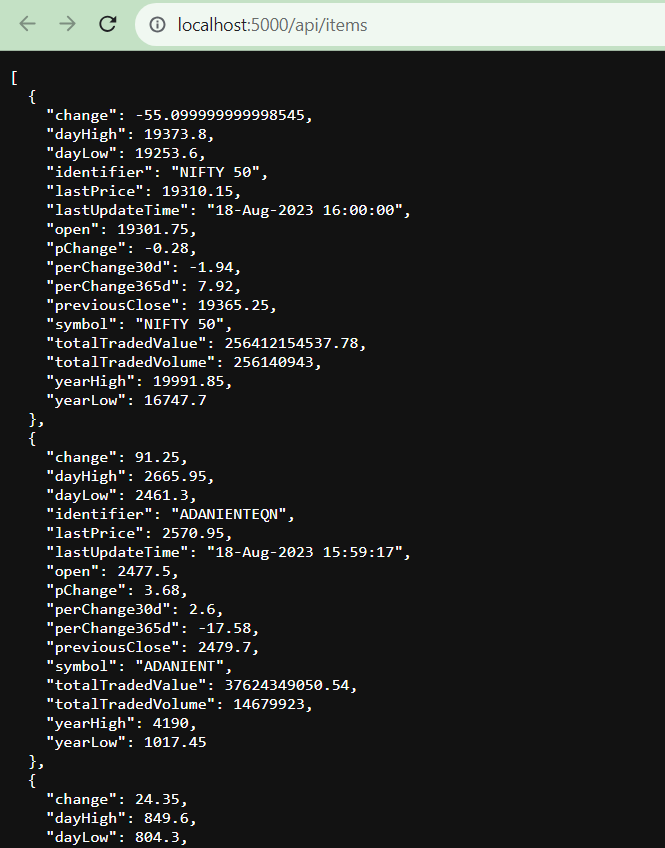 localhost:5000/api/items
[
  {
    "change": -55.099999999998545,
    "dayHigh": 19373.8,
    "dayLow": 19253.6,
    "identifier": "NIFTY 50",
    "lastPrice": 19310.15,
    "lastUpdateTime": "18-Aug-2023 16:00:00",
    "open": 19301.75,
    "pChange": -0.28,
    "perChange30d": -1.94,
    "perChange365d": 7.92,
    "previousClose": 19365.25,
    "symbol": "NIFTY 50",
    "totalTradedValue": 256412154537.78,
    "totalTradedVolume": 256140943,
    "yearHigh": 19991.85,
    "yearLow": 16747.7
  },
  {
    "change": 91.25,
    "dayHigh": 2665.95,
    "dayLow": 2461.3,
    "identifier": "ADANIENTEQN",
    "lastPrice": 2570.95,
    "lastUpdateTime": "18-Aug-2023 15:59:17",
    "open": 2477.5,
    "pChange": 3.68,
    "perChange30d": 2.6,
    "perChange365d": -17.58,
    "previousClose": 2479.7,
    "symbol": "ADANIENT",
    "totalTradedValue": 37624349050.54,
    "totalTradedVolume": 14679923,
    "yearHigh": 4190,
    "yearLow": 1017.45
  },
  {
    "change": 24.35,
    "dayHigh": 849.6,
    "dayLow": 804.3,